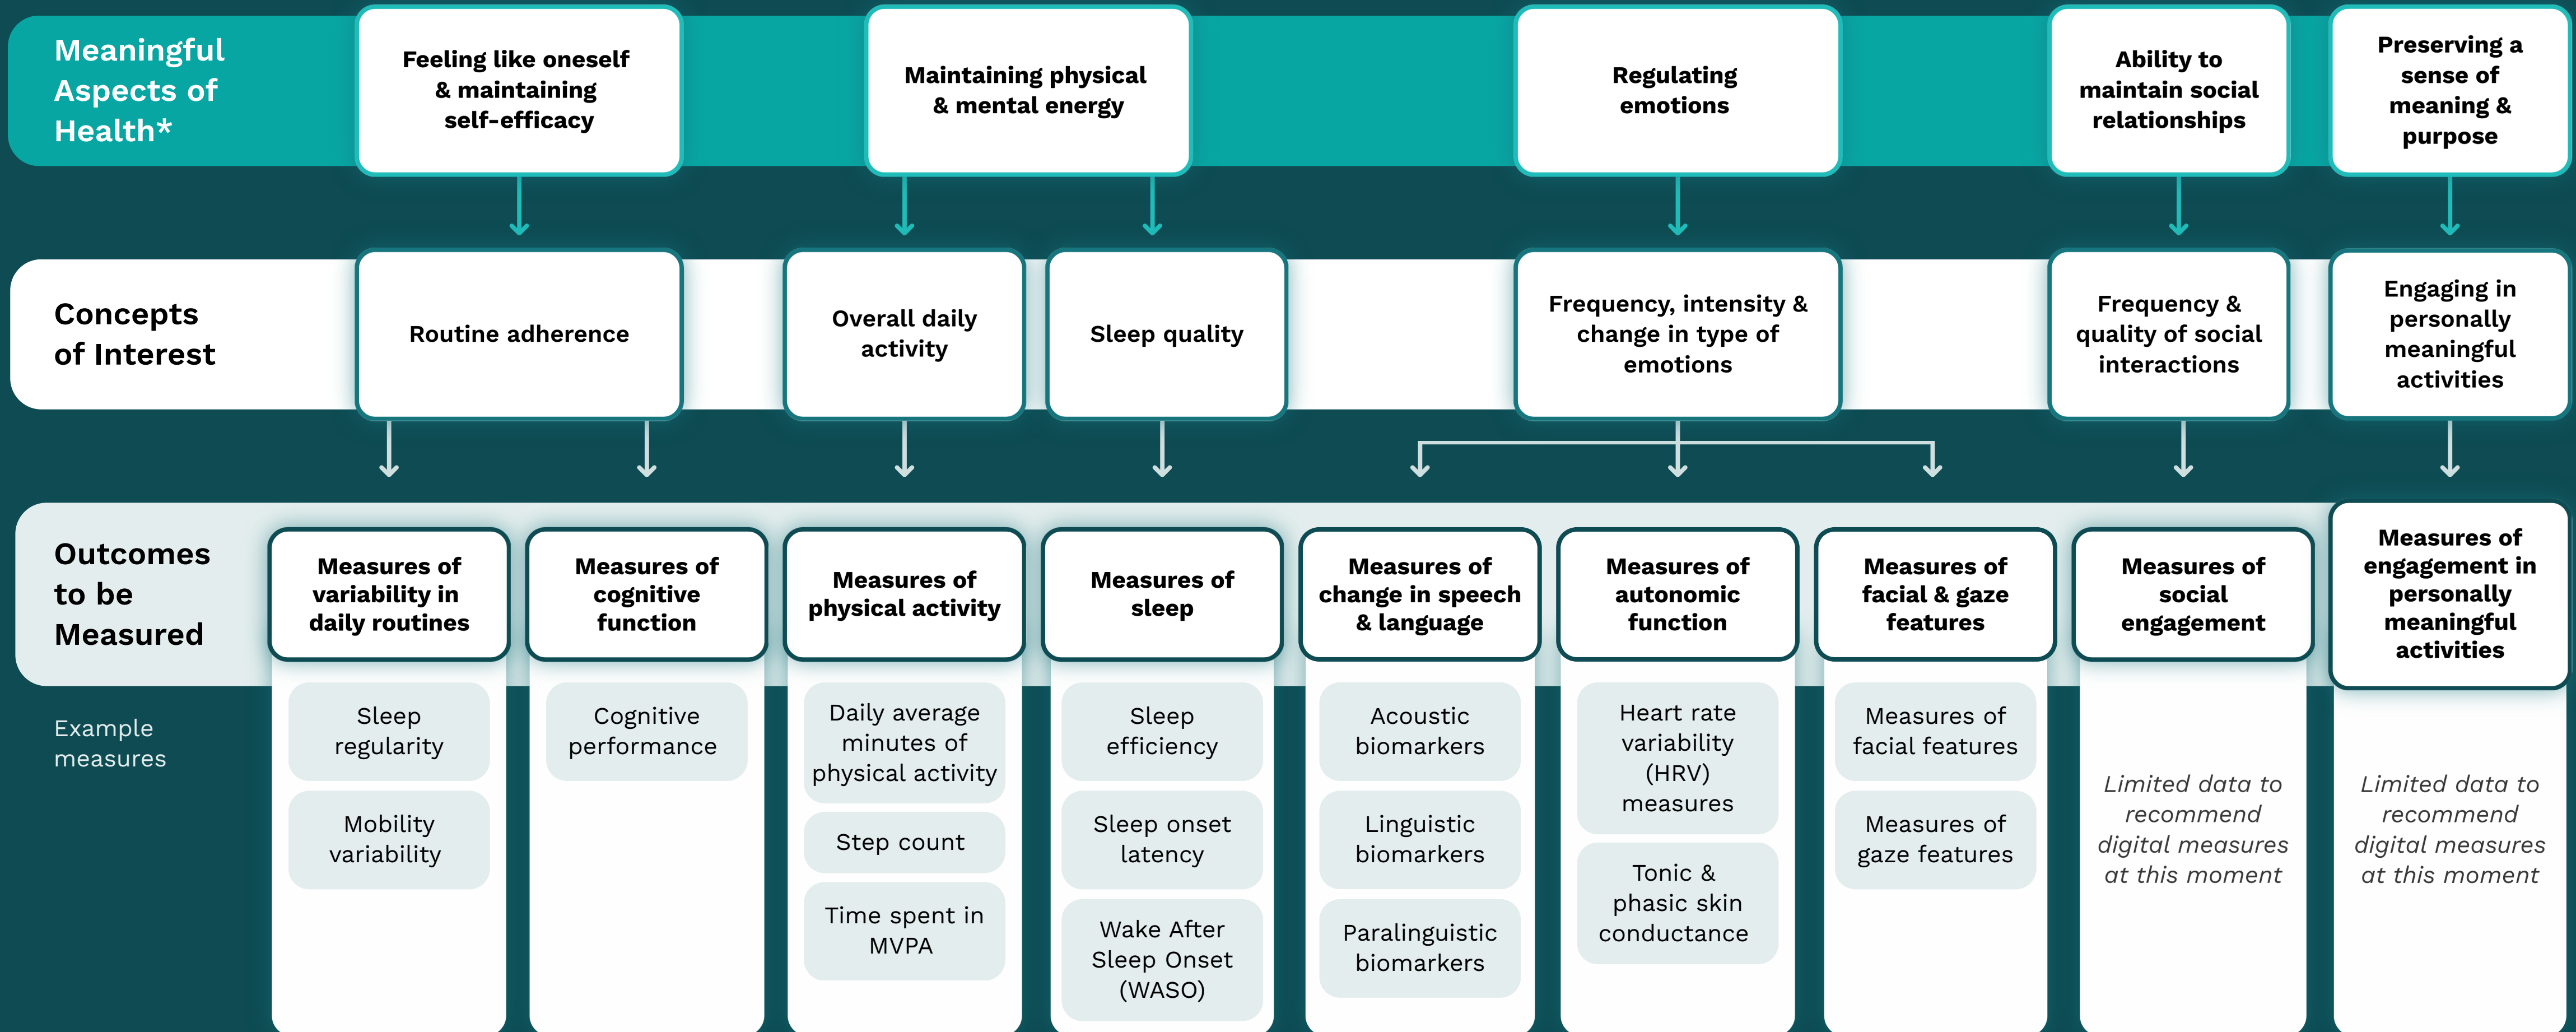 Meaningful
Aspects of
Health*
Feeling like oneself
& maintaining
self-efficacy
Maintaining physical
& mental energy
Regulating
emotions
Ability to
maintain social
relationships
Preserving a
sense of
meaning &
purpose
Concepts
of Interest
Routine adherence
Overall daily
activity
Sleep quality
Frequency, intensity &
change in type of
emotions
Frequency &
quality of social
interactions
Engaging in
personally
meaningful
activities
Outcomes
to be
Measured
Measures of
variability in
daily routines
Measures of
cognitive
function
Measures of
physical activity
Measures of
sleep
Measures of
change in speech
& language
Measures of
autonomic
function
Measures of
facial & gaze
features
Measures of
social
engagement
Measures of
engagement in
personally
meaningful
activities
Example
measures
Sleep
regularity
Mobility
variability
Cognitive
performance
Daily average
minutes of
physical activity
Step count
Time spent in
MVPA
Sleep
efficiency
Sleep onset
latency
Wake After
Sleep Onset
(WASO)
Acoustic
biomarkers
Linguistic
biomarkers
Paralinguistic
biomarkers
Heart rate
variability
(HRV)
measures
Tonic &
phasic skin
conductance
Measures of
facial features
Measures of
gaze features
Limited data to
recommend
digital measures
at this moment
Limited data to
recommend
digital measures
at this moment